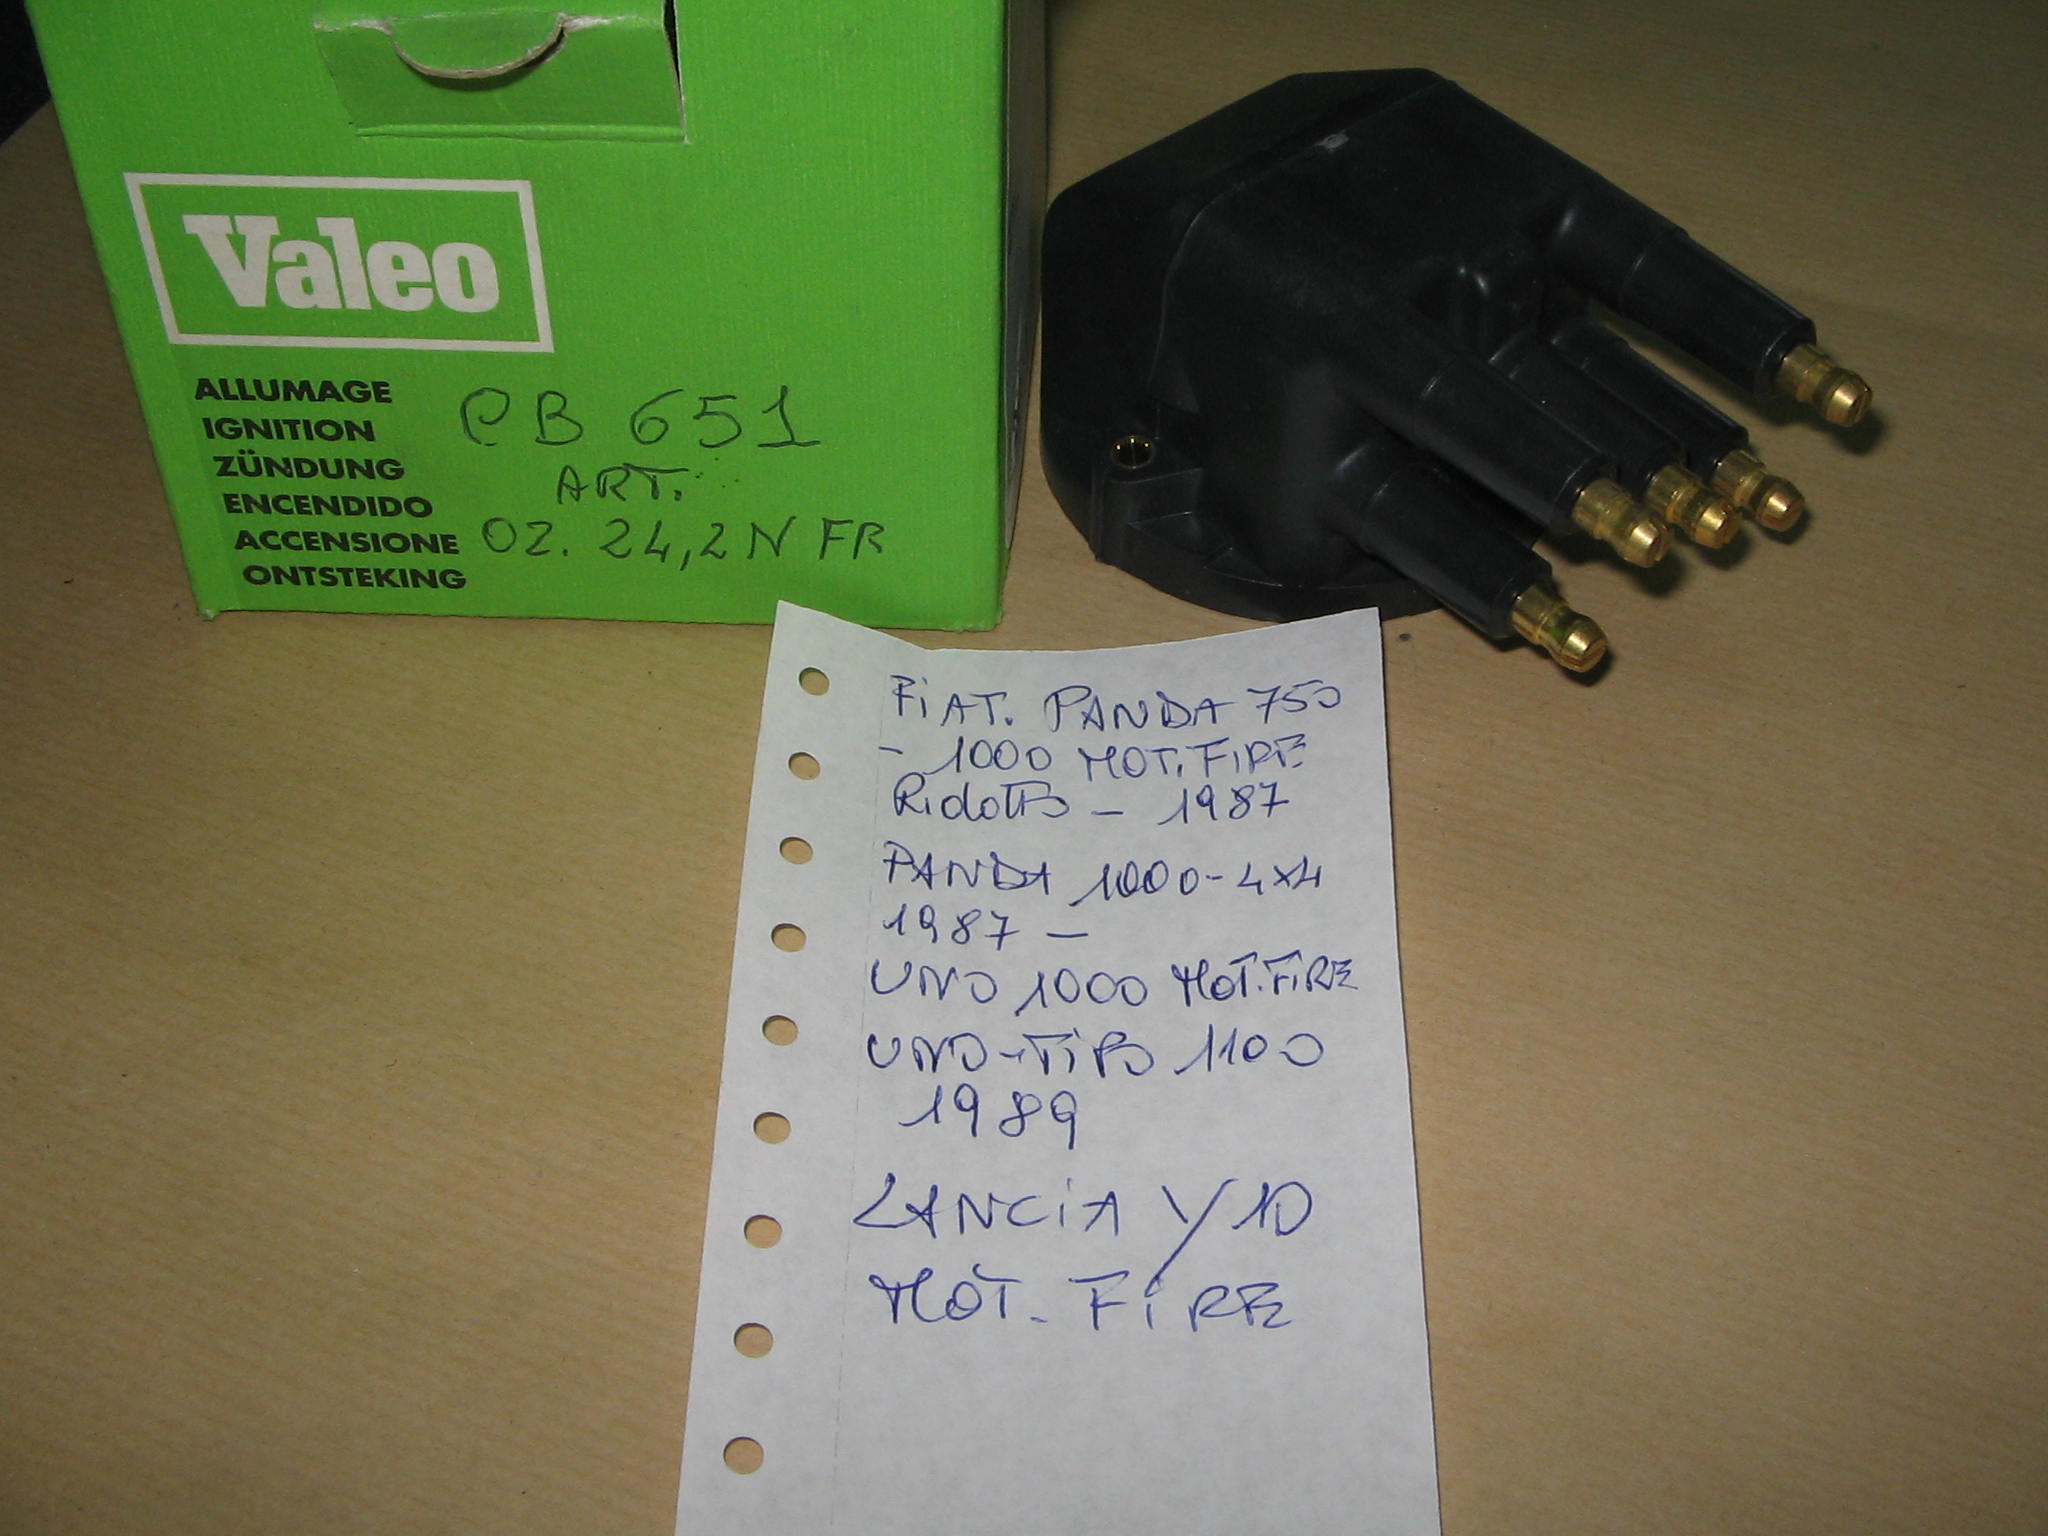 Valeo
ALLUMAGE
IGNITION
ZÜNDUNG
ENCENDIDO
ACCENSIONE
ONTSTEKING
CB 651
ART.
02. 24,2N FR
FiAT. PANDA 750
- 1000 MOT. FiRE
Ridotto - 1987
PANDA 1000 - 4x4
1987 -
UNO 1000 MOT. FiRE
UNO - TiPO 1100
1989
LANCiA Y10
MOT. FiRE